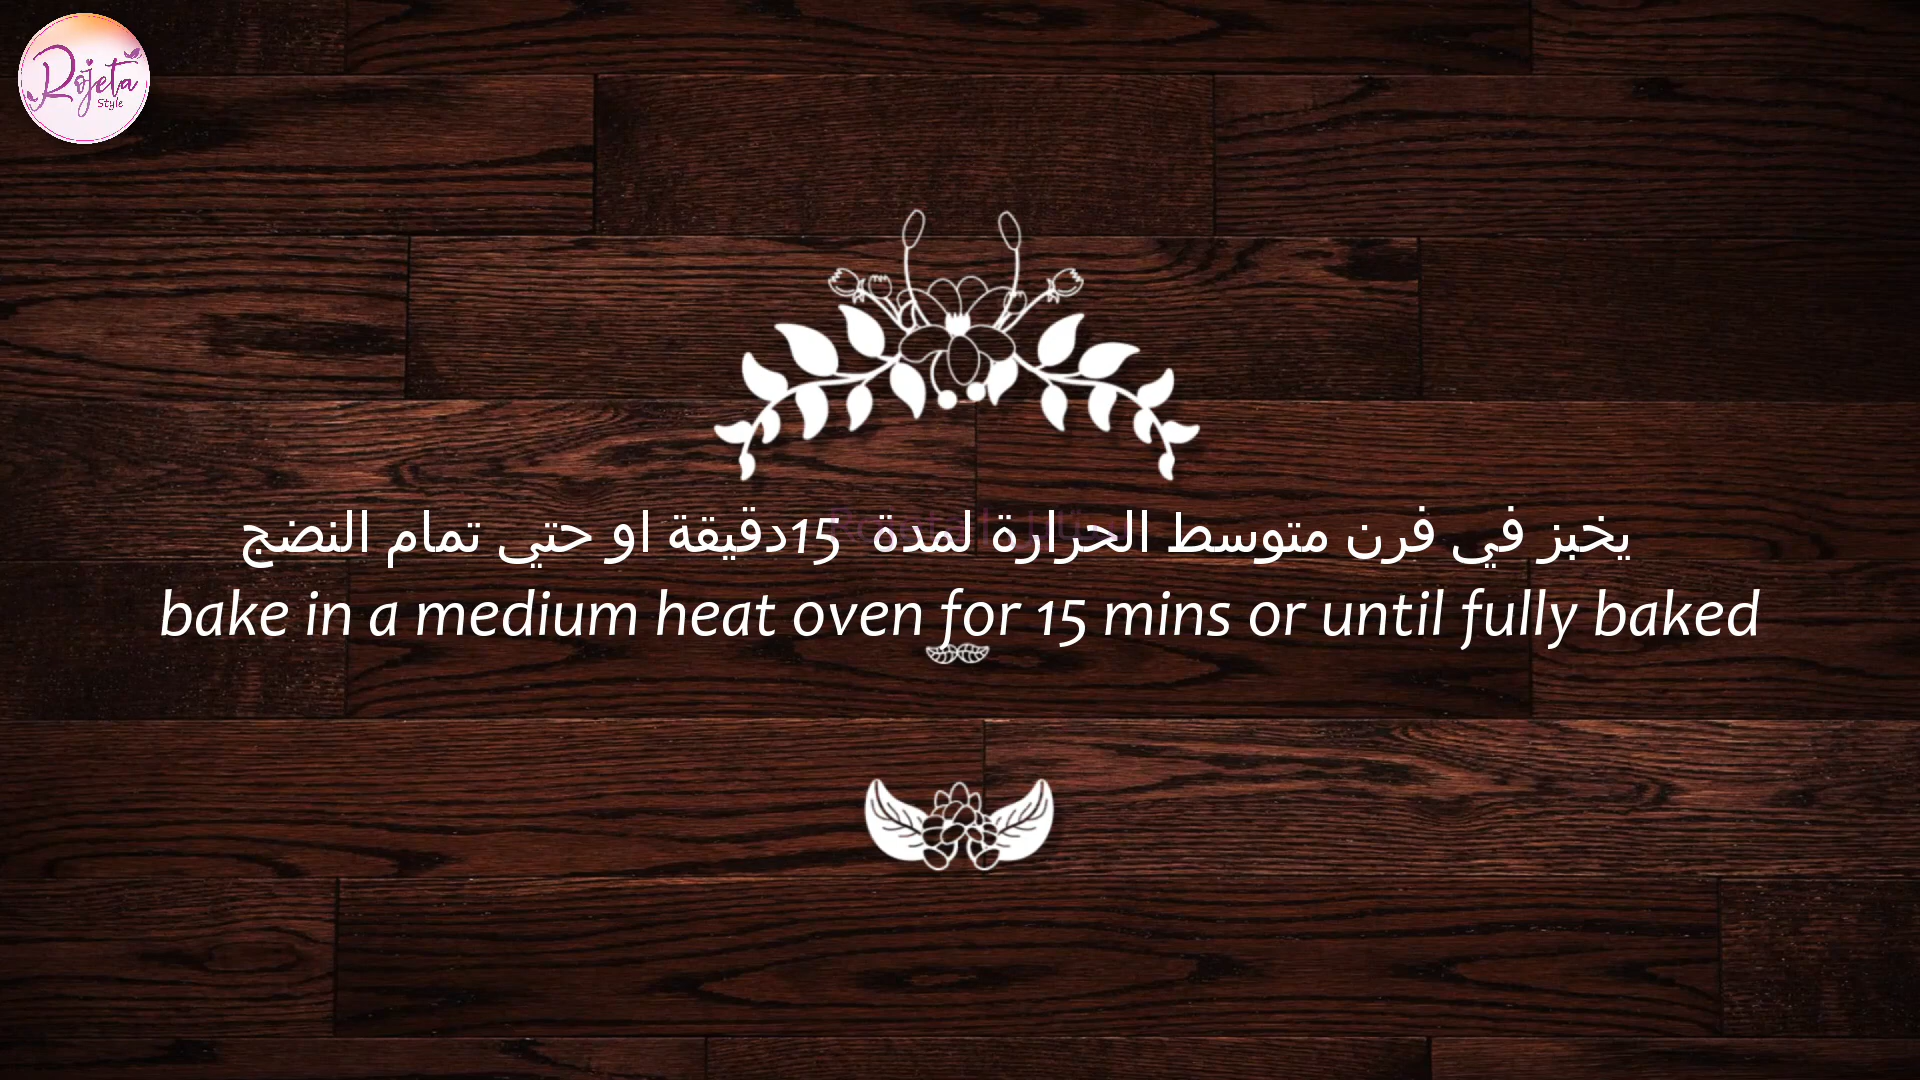 Rojeta
Style
يخبز في فرن متوسط الحرارة لمدة 15دقيقة او حتى تمام النضج
bake in a medium heat oven for 15 mins or until fully baked